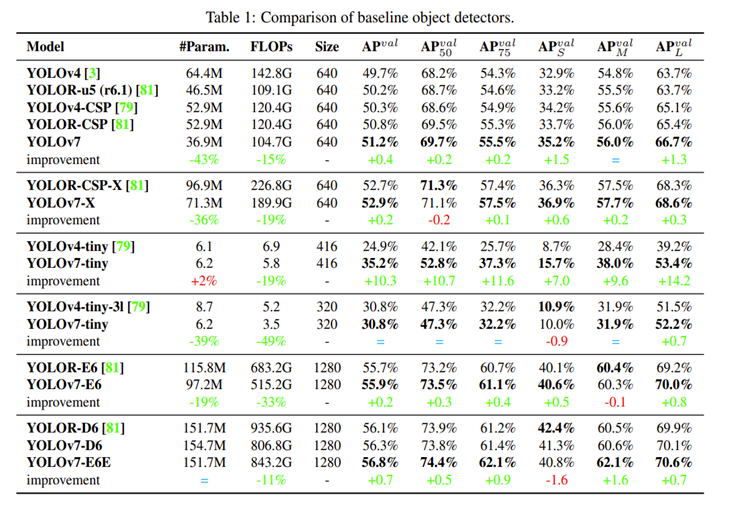 Table 1: Comparison of baseline object detectors.
Model #Param. FLOPs Size AP^val AP^val_50 AP^val_75 AP^val_S AP^val_M AP^val_L
YOLOv4 [3] 64.4M 142.8G 640 49.7% 68.2% 54.3% 32.9% 54.8% 63.7%
YOLOR-u5 (r6.1) [81] 46.5M 109.1G 640 50.2% 68.7% 54.6% 33.2% 55.5% 63.7%
YOLOv4-CSP [79] 52.9M 120.4G 640 50.3% 68.6% 54.9% 34.2% 55.6% 65.1%
YOLOR-CSP [81] 52.9M 120.4G 640 50.8% 69.5% 55.3% 33.7% 56.0% 65.4%
YOLOv7 36.9M 104.7G 640 51.2% 69.7% 55.5% 35.2% 56.0% 66.7%
improvement -43% -15% - +0.4 +0.2 +0.2 +1.5 = +1.3
YOLOR-CSP-X [81] 96.9M 226.8G 640 52.7% 71.3% 57.4% 36.3% 57.5% 68.3%
YOLOv7-X 71.3M 189.9G 640 52.9% 71.1% 57.5% 36.9% 57.7% 68.6%
improvement -36% -19% - +0.2 -0.2 +0.1 +0.6 +0.2 +0.3
YOLOv4-tiny [79] 6.1 6.9 416 24.9% 42.1% 25.7% 8.7% 28.4% 39.2%
YOLOv7-tiny 6.2 5.8 416 35.2% 52.8% 37.3% 15.7% 38.0% 53.4%
improvement +2% -19% - +10.3 +10.7 +11.6 +7.0 +9.6 +14.2
YOLOv4-tiny-3l [79] 8.7 5.2 320 30.8% 47.3% 32.2% 10.9% 31.9% 51.5%
YOLOv7-tiny 6.2 3.5 320 30.8% 47.3% 32.2% 10.0% 31.9% 52.2%
improvement -39% -49% - = = = -0.9 = +0.7
YOLOR-E6 [81] 115.8M 683.2G 1280 55.7% 73.2% 60.7% 40.1% 60.4% 69.2%
YOLOv7-E6 97.2M 515.2G 1280 55.9% 73.5% 61.1% 40.6% 60.3% 70.0%
improvement -19% -33% - +0.2 +0.3 +0.4 +0.5 -0.1 +0.8
YOLOR-D6 [81] 151.7M 935.6G 1280 56.1% 73.9% 61.2% 42.4% 60.5% 69.9%
YOLOv7-D6 154.7M 806.8G 1280 56.3% 73.8% 61.4% 41.3% 60.6% 70.1%
YOLOv7-E6E 151.7M 843.2G 1280 56.8% 74.4% 62.1% 40.8% 62.1% 70.6%
improvement = -11% - +0.7 +0.5 +0.9 -1.6 +1.6 +0.7